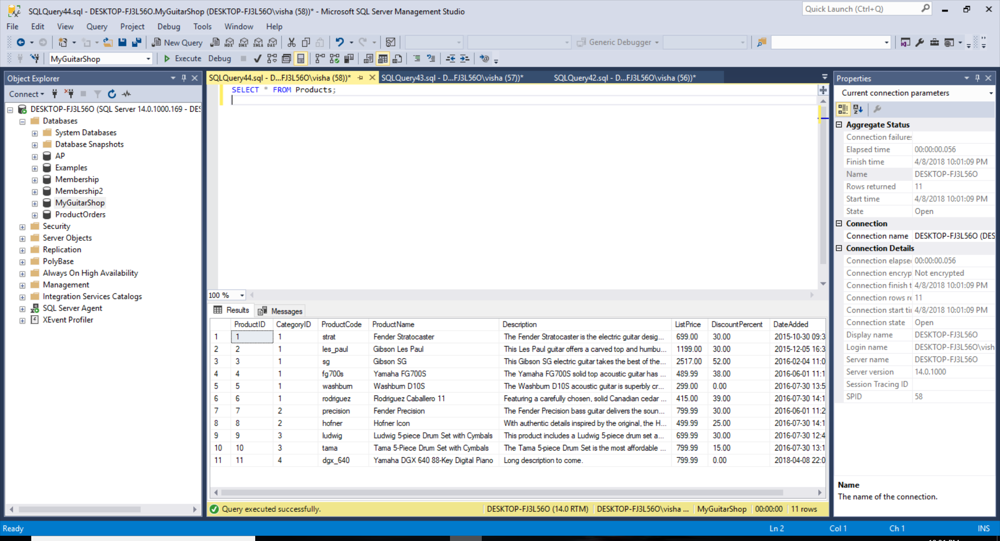 SQLQuery44.sql - DESKTOP-FJ3L56O.MyGuitarShop (DESKTOP-FJ3L56O\visha (58))* - Microsoft SQL Server Management Studio
Quick Launch (Ctrl+Q)
File Edit View Query Project Debug Tools Window Help
New Query MDX DMX XMLA DAX Generic Debugger
MyGuitarShop Execute Debug
Object Explorer
Connect
DESKTOP-FJ3L56O (SQL Server 14.0.1000.169 - DES
Databases
System Databases
Database Snapshots
AP
Examples
Membership
Membership2
MyGuitarShop
ProductOrders
Security
Server Objects
Replication
PolyBase
Always On High Availability
Management
Integration Services Catalogs
SQL Server Agent
XEvent Profiler
SQLQuery44.sql - D...FJ3L56O\visha (58))* SQLQuery43.sql - D...FJ3L56O\visha (57))* SQLQuery42.sql - D...FJ3L56O\visha (56))*
SELECT * FROM Products;
100 %
Results Messages
ProductID CategoryID ProductCode ProductName Description ListPrice DiscountPercent DateAdded
1 1 1 strat Fender Stratocaster The Fender Stratocaster is the electric guitar desig... 699.00 30.00 2015-10-30 09:3
2 2 1 les_paul Gibson Les Paul This Les Paul guitar offers a carved top and humbu... 1199.00 30.00 2015-12-05 16:3
3 3 1 sg Gibson SG This Gibson SG electric guitar takes the best of the... 2517.00 52.00 2016-02-04 11:0
4 4 1 fg700s Yamaha FG700S The Yamaha FG700S solid top acoustic guitar has ... 489.99 38.00 2016-06-01 11:1
5 5 1 washburn Washburn D10S The Washburn D10S acoustic guitar is superbly cr... 299.00 0.00 2016-07-30 13:5
6 6 1 rodriguez Rodriguez Caballero 11 Featuring a carefully chosen, solid Canadian cedar ... 415.00 39.00 2016-07-30 14:1
7 7 2 precision Fender Precision The Fender Precision bass guitar delivers the soun... 799.99 30.00 2016-06-01 11:2
8 8 2 hofner Hofner Icon With authentic details inspired by the original, the H... 499.99 25.00 2016-07-30 14:1
9 9 3 ludwig Ludwig 5-piece Drum Set with Cymbals This product includes a Ludwig 5-piece drum set a... 699.99 30.00 2016-07-30 12:4
10 10 3 tama Tama 5-Piece Drum Set with Cymbals The Tama 5-piece Drum Set is the most affordable ... 799.99 15.00 2016-07-30 13:1
11 11 4 dgx_640 Yamaha DGX 640 88-Key Digital Piano Long description to come. 799.99 0.00 2018-04-08 22:0
Query executed successfully. DESKTOP-FJ3L56O (14.0 RTM) DESKTOP-FJ3L56O\visha ... MyGuitarShop 00:00:00 11 rows
Properties
Current connection parameters
Aggregate Status
Connection failures
Elapsed time 00:00:00.056
Finish time 4/8/2018 10:01:09 PM
Name DESKTOP-FJ3L56O
Rows returned 11
Start time 4/8/2018 10:01:09 PM
State Open
Connection
Connection name DESKTOP-FJ3L56O (DES
Connection Details
Connection elapse 00:00:00.056
Connection encryp Not encrypted
Connection finish t 4/8/2018 10:01:09 PM
Connection rows re 11
Connection start ti 4/8/2018 10:01:09 PM
Connection state Open
Display name DESKTOP-FJ3L56O
Login name DESKTOP-FJ3L56O\vish
Server name DESKTOP-FJ3L56O
Server version 14.0.1000
Session Tracing ID
SPID 58
Name
The name of the connection.
Ready Ln 2 Col 1 Ch 1 INS